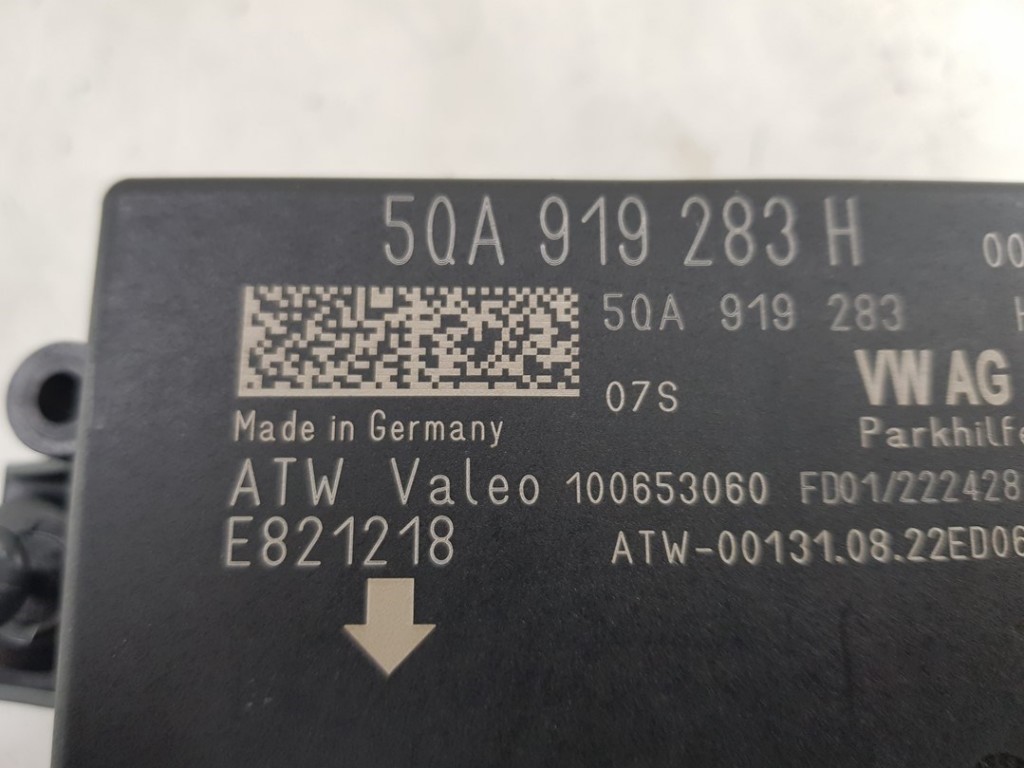 5QA 919 283 H
00
5QA 919 283 H
07S VW AG
Made in Germany Parkhilfe
ATW Valeo 100653060 FD01/222428
E821218 ATW-00131.08.22ED06